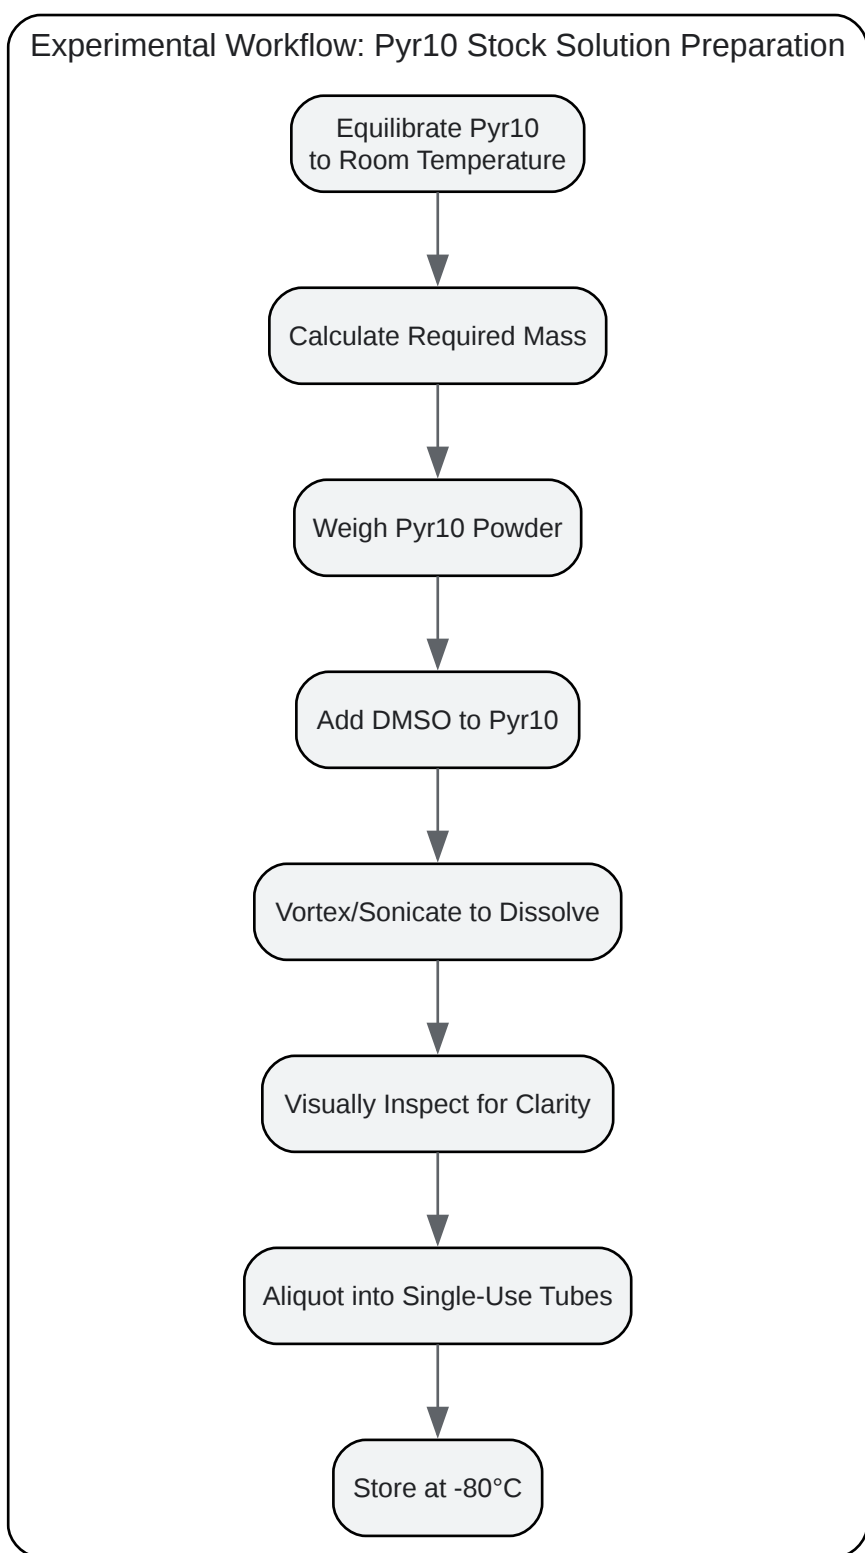 Experimental Workflow: Pyr10 Stock Solution Preparation
Equilibrate Pyr10
to Room Temperature
Calculate Required Mass
Weigh Pyr10 Powder
Add DMSO to Pyr10
Vortex/Sonicate to Dissolve
Visually Inspect for Clarity
Aliquot into Single-Use Tubes
Store at -80°C